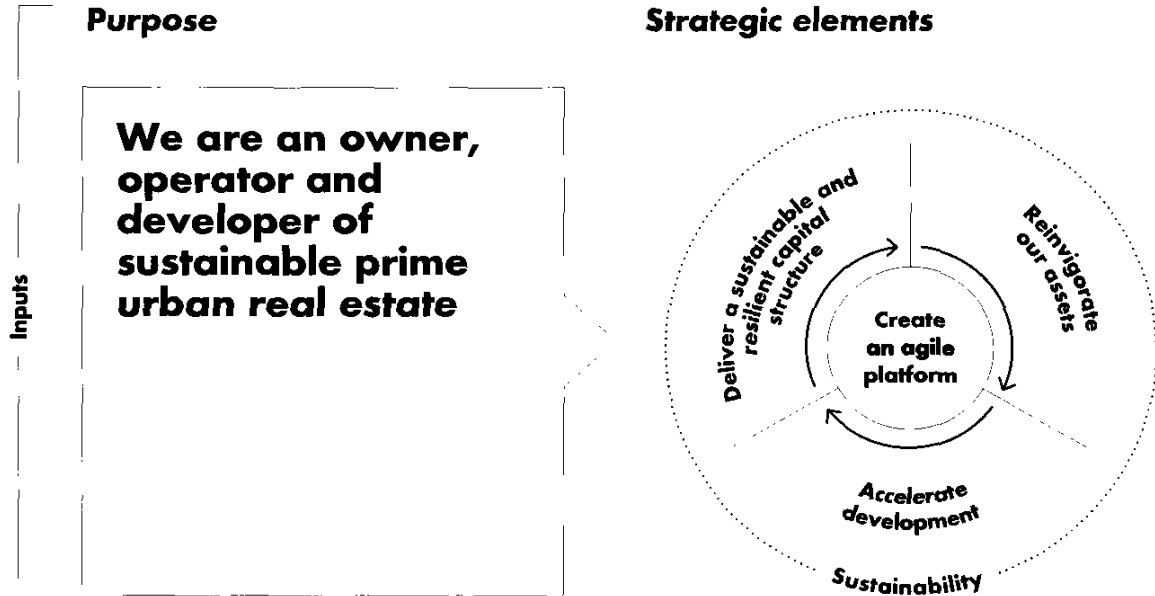 Purpose
Strategic elements
Inputs
We are an owner,
operator and
developer of
sustainable prime
urban real estate
Deliver a sustainable and
resilient capital
structure
Reinvigorate
our assets
Create
an agile
platform
Accelerate
development
Sustainability